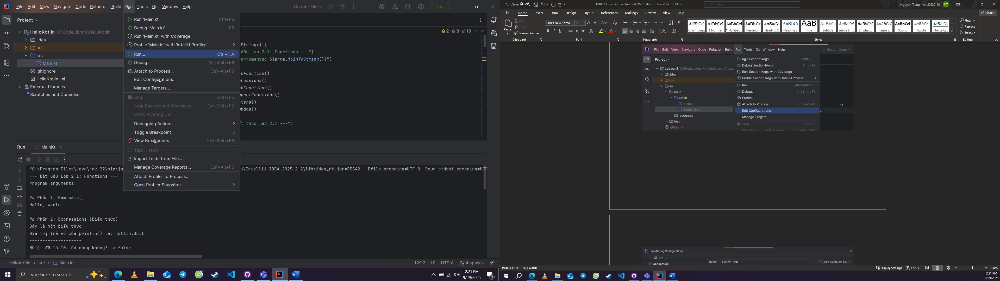 File Edit View Navigate Code Refactor Build Run Tools Git Window Help
Current File
Trial
Project
HelloKotlin C:\CodeLibrary\HelloKotlin
.idea
out
src
Main.kt
.gitignore
HelloKotlin.iml
External Libraries
Scratches and Consoles
Run 'Main.kt' Ctrl+F5
Debug 'Main.kt' F5
Run 'Main.kt' with Coverage
Profile 'Main.kt' with 'IntelliJ Profiler'
Run... Ctrl+;, A
Debug... Alt+Shift+F9
Attach to Process... Ctrl+Alt+F5
Edit Configurations...
Manage Targets...
Stop Shift+F5
Stop Background Processes... Ctrl+Shift+F2
Show Running List
Debugging Actions
Toggle Breakpoint
View Breakpoints... Ctrl+Shift+F8
Test History
Import Tests from File...
Manage Coverage Reports... Ctrl+Alt+F6
Attach Profiler to Process...
Open Profiler Snapshot
2 8 19
String>) {
đầu Lab 2.1: Functions ---")
arguments: ${args.joinToString()}")
nFunction()
ressions()
hFunctions()
mpactFunctions()
ters()
mbdas()
t thúc Lab 2.1 ---")
Run MainKt
"C:\Program Files\Java\jdk-22\bin\ja
s\IntelliJ IDEA 2025.2.2\lib\idea_rt.jar=55542" -Dfile.encoding=UTF-8 -Dsun.stdout.encoding=UTF
--- Bắt đầu Lab 2.1: Functions ---
Program arguments:
## Phần 1: Hàm main()
Hello, world!
## Phần 2: Expressions (Biểu thức)
Đây là một biểu thức
Giá trị trả về của println() là: kotlin.Unit
--------------------
Nhiệt độ là 10. Có nóng không? -> false
--------------------
HelloKotlin > src > Main.kt
129:2 LF UTF-8 4 spaces
Type here to search
2:21 PM
9/29/2025
11
AutoSave Off
151092-Les2-LePhucHung-20215276.docx - Saved to this PC
Search
Nguyen Trung Kien 20226110 NT
File Home Insert Draw Design Layout References Mailings Review View Help
Share
Paste
Cut
Copy
Format Painter
Clipboard
Times New Roma 13
Font
Paragraph
ChuThuong
¶ Normal
¶ No Spac...
Heading 1
Heading 2
Heading 3
Title
Subtitle
Subtle Em...
Emphasis
Intense E...
Strong
Quote
Intense Q...
Styles
Find
Replace
Select
Editing
File Edit View Navigate Code Refactor Build Run Tools Git Window Help
Section1Args
Project
Lesson2 C:\Project\HustMobile\Lesson2\Less
.idea
out
src
main
kotlin
Hello.kt
Section1.kt
resources
test
.gitignore
Run 'Section1Args' Shift+F10
Debug 'Section1Args' Shift+F9
Run 'Section1Args' with Coverage
Profile 'Section1Args' with 'IntelliJ Profiler'
Run... Alt+Shift+F10
Debug... Alt+Shift+F9
Profile...
Attach to Process... Ctrl+Alt+F5
Edit Configurations...
Manage Targets...
Stop Ctrl+F2
Stop Background Processes... Ctrl+Shift+F2
----------")
)
Run/Debug Configurations
Application
Name: Section1Args
Store as project file
Page 3 of 13 974 words
Display Settings Focus 130%
2:21 PM
9/29/2025